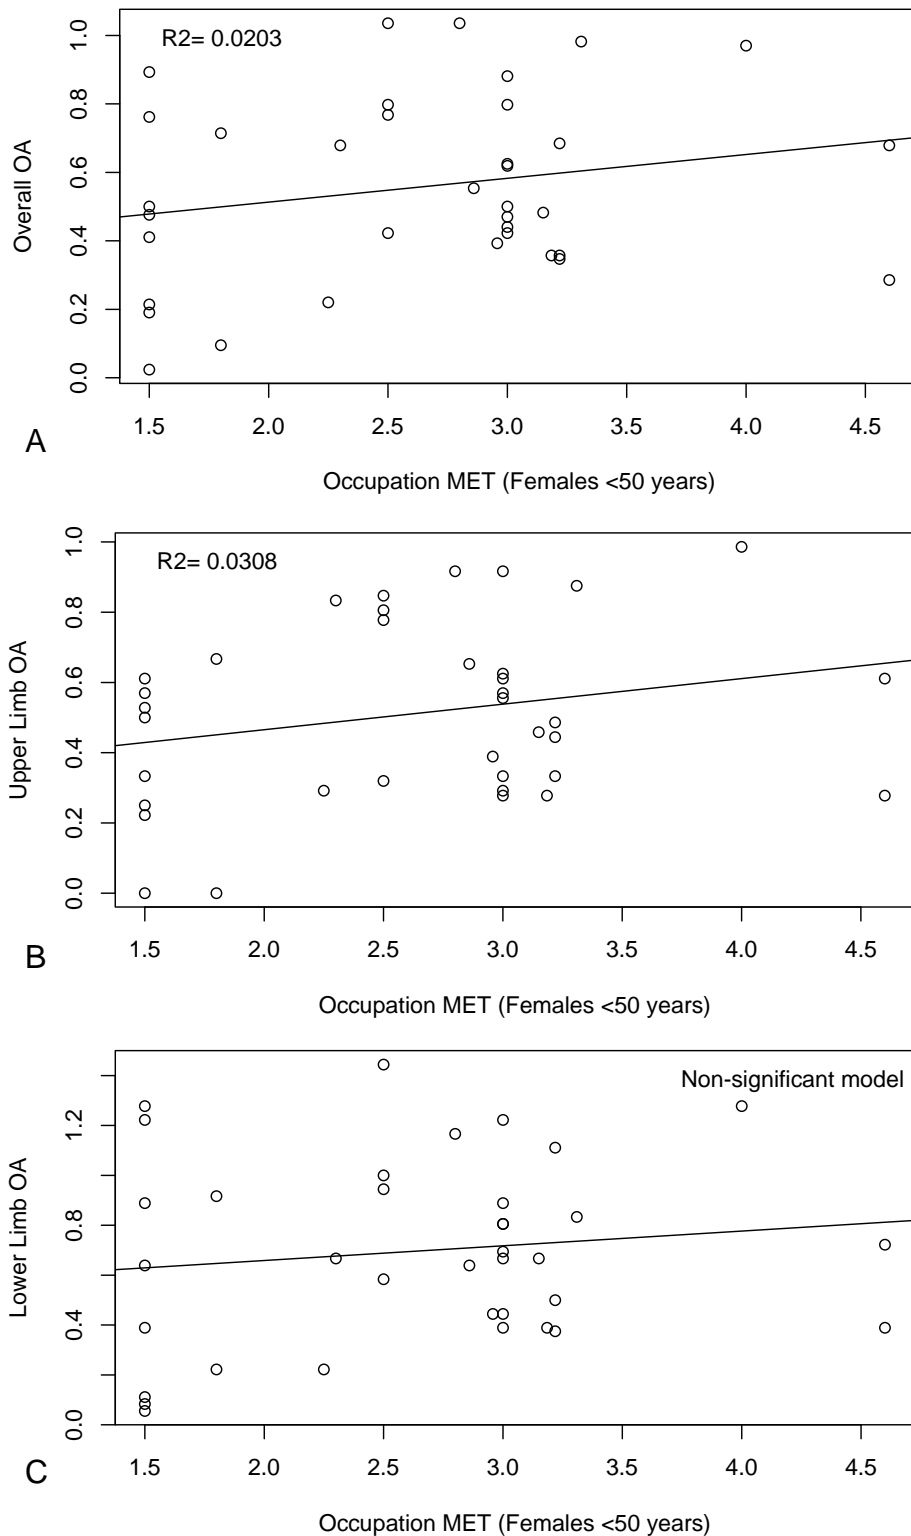 R2= 0.0203
Overall OA
1.0
0.8
0.6
0.4
0.2
0.0
1.5 2.0 2.5 3.0 3.5 4.0 4.5
A
Occupation MET (Females <50 years)
R2= 0.0308
Upper Limb OA
1.0
0.8
0.6
0.4
0.2
0.0
1.5 2.0 2.5 3.0 3.5 4.0 4.5
B
Occupation MET (Females <50 years)
Non-significant model
Lower Limb OA
1.2
0.8
0.4
0.0
1.5 2.0 2.5 3.0 3.5 4.0 4.5
C
Occupation MET (Females <50 years)